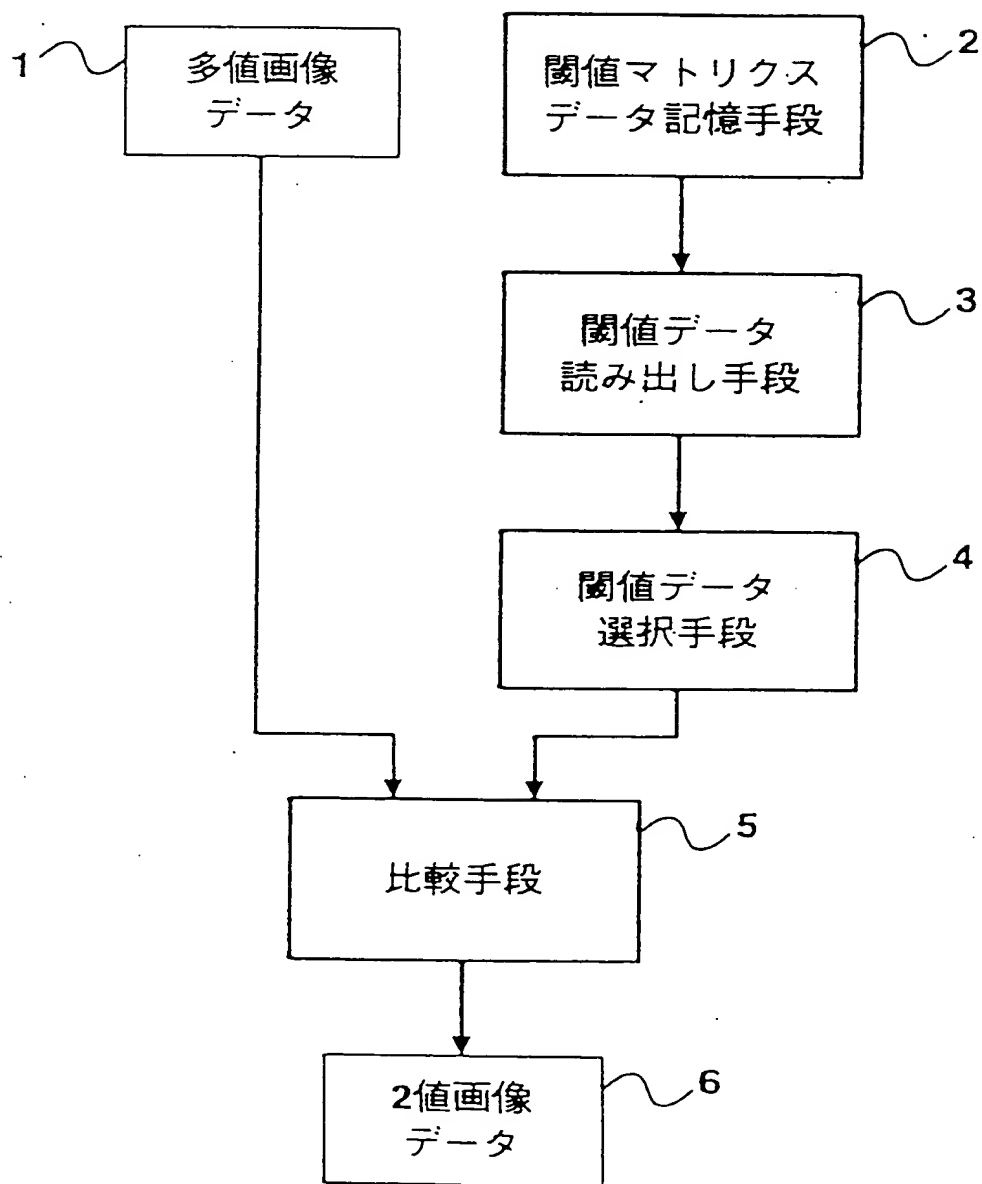 1
多値画像
データ
2
閾値マトリクス
データ記憶手段
3
閾値データ
読み出し手段
4
閾値データ
選択手段
5
比較手段
6
2値画像
データ